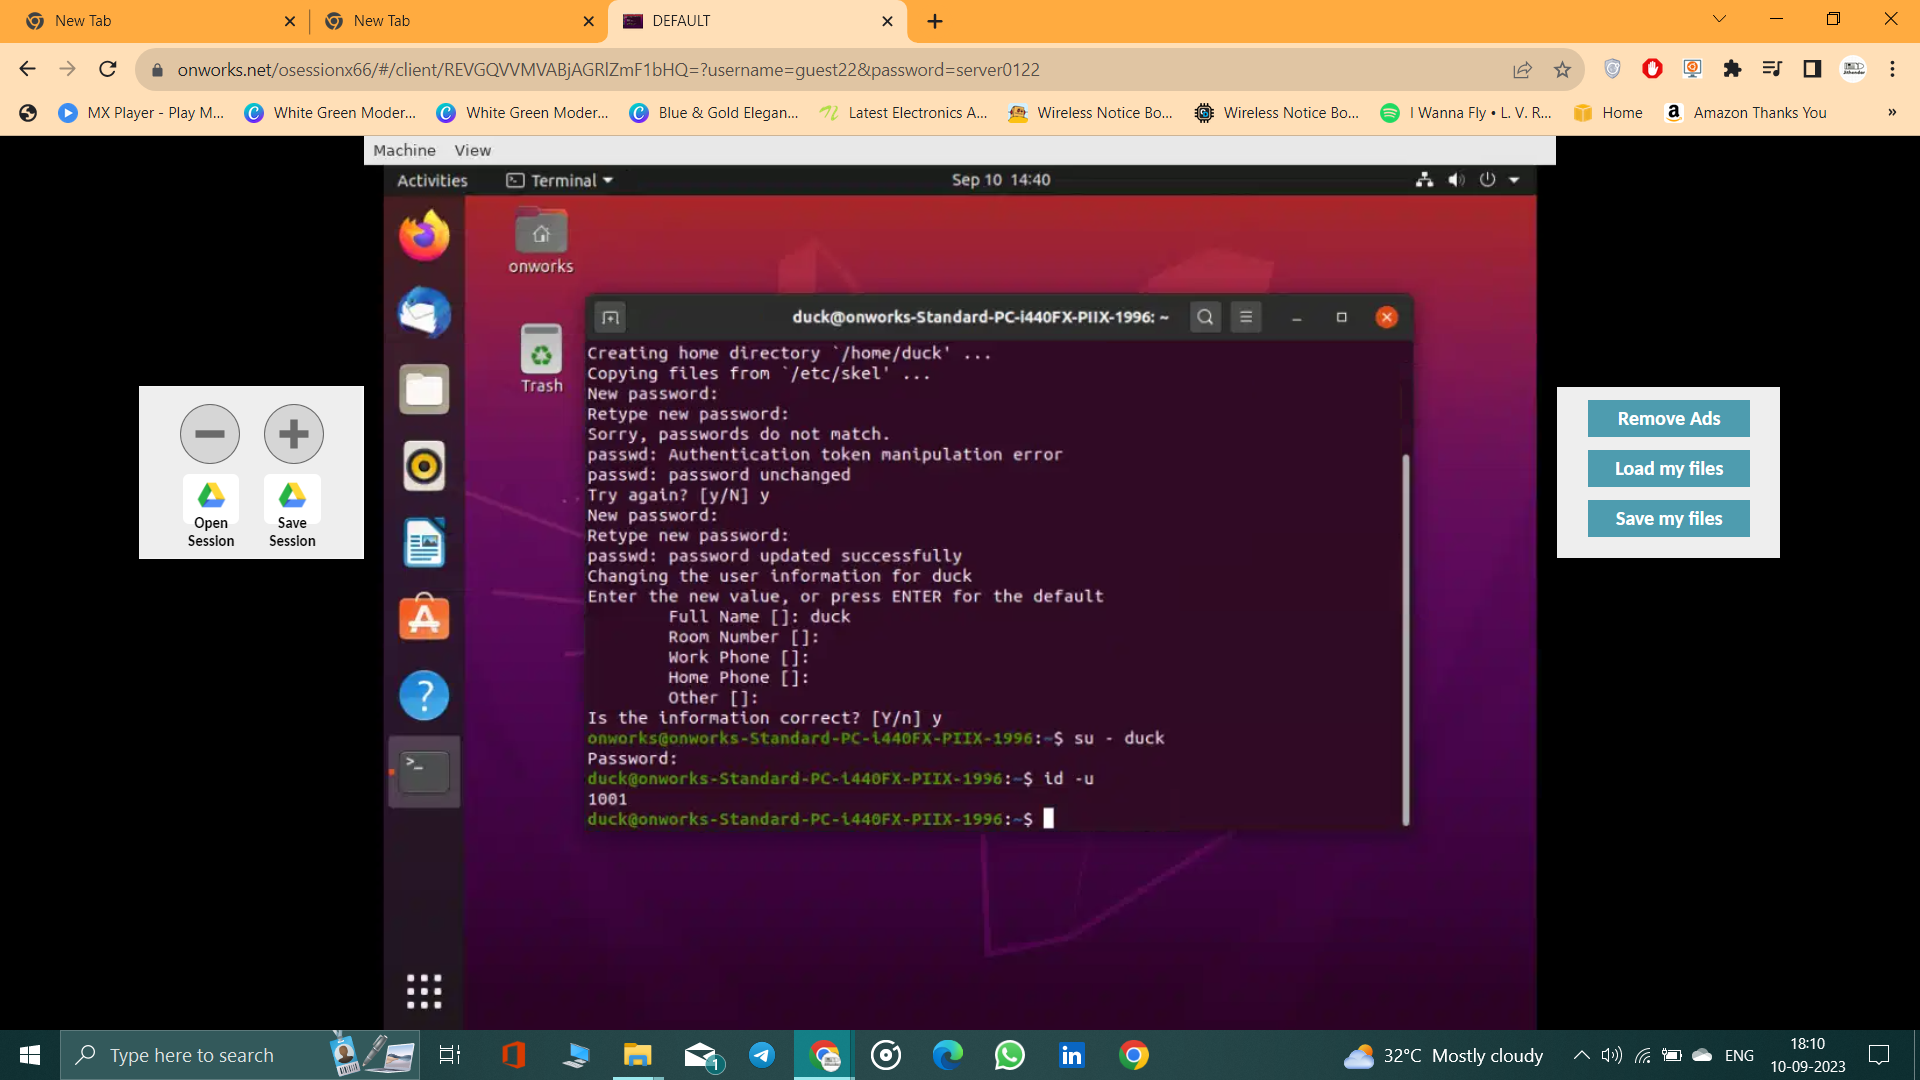 New Tab
New Tab
DEFAULT
onworks.net/osessionx66/#/client/REVGQVVMVABjAGRlZmF1bHQ=?username=guest22&password=server0122
MX Player - Play M...
White Green Moder...
White Green Moder...
Blue & Gold Elegan...
Latest Electronics A...
Wireless Notice Bo...
Wireless Notice Bo...
I Wanna Fly • L. V. R...
Home
Amazon Thanks You
»
Machine View
Activities
Terminal
Sep 10 14:40
onworks
Trash
duck@onworks-Standard-PC-i440FX-PIIX-1996: ~
Creating home directory `/home/duck' ...
Copying files from `/etc/skel' ...
New password:
Retype new password:
Sorry, passwords do not match.
passwd: Authentication token manipulation error
passwd: password unchanged
Try again? [y/N] y
New password:
Retype new password:
passwd: password updated successfully
Changing the user information for duck
Enter the new value, or press ENTER for the default
Full Name []: duck
Room Number []:
Work Phone []:
Home Phone []:
Other []:
Is the information correct? [Y/n] y
onworks@onworks-Standard-PC-i440FX-PIIX-1996:~$ su - duck
Password:
duck@onworks-Standard-PC-i440FX-PIIX-1996:~$ id -u
1001
duck@onworks-Standard-PC-i440FX-PIIX-1996:~$
Open Session
Save Session
Remove Ads
Load my files
Save my files
Type here to search
1
32°C Mostly cloudy
ENG
18:10
10-09-2023